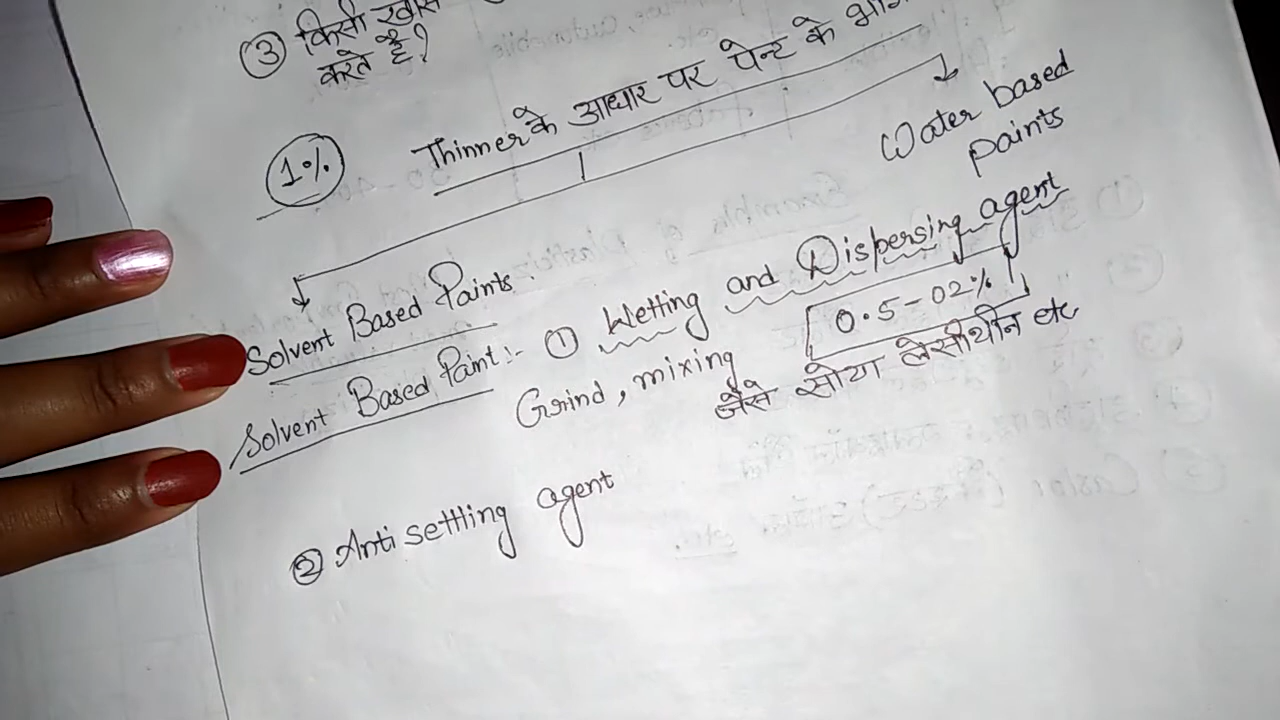 ③ किसी खास
करते है?
1% Thinner के आधार पर पेन्ट के भाग
Water based
paints
Solvent Based Paints.
Solvent Based Paint:- ① Wetting and Dispersing agent
Grind, mixing 0.5-02%
जैसे सोया लेसीथीन etc
② Anti settling agent